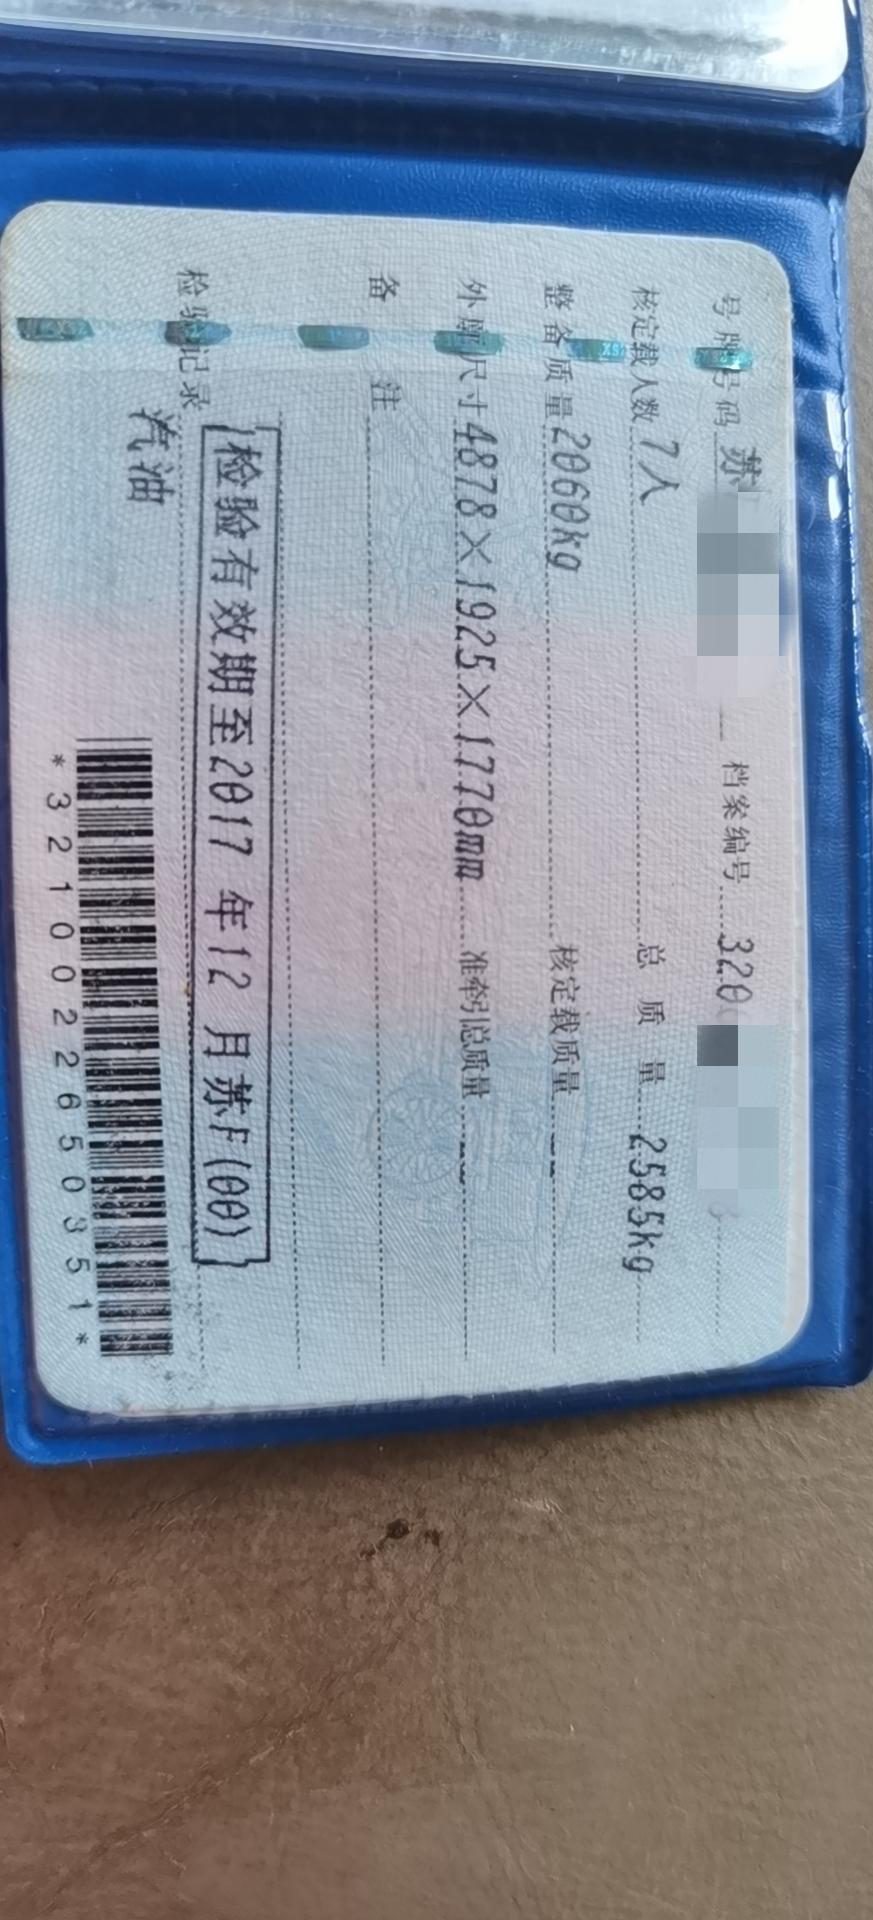 号牌号码 苏 档案编号 320
核定载人数 7人 总质量 2585kg
整备质量 2060kg 核定载质量
外廓尺寸 4878×1925×1770mm 准牵引总质量
备注
检验有效期至2017年12月苏F(00)
检验记录
汽油
*3210022650351*